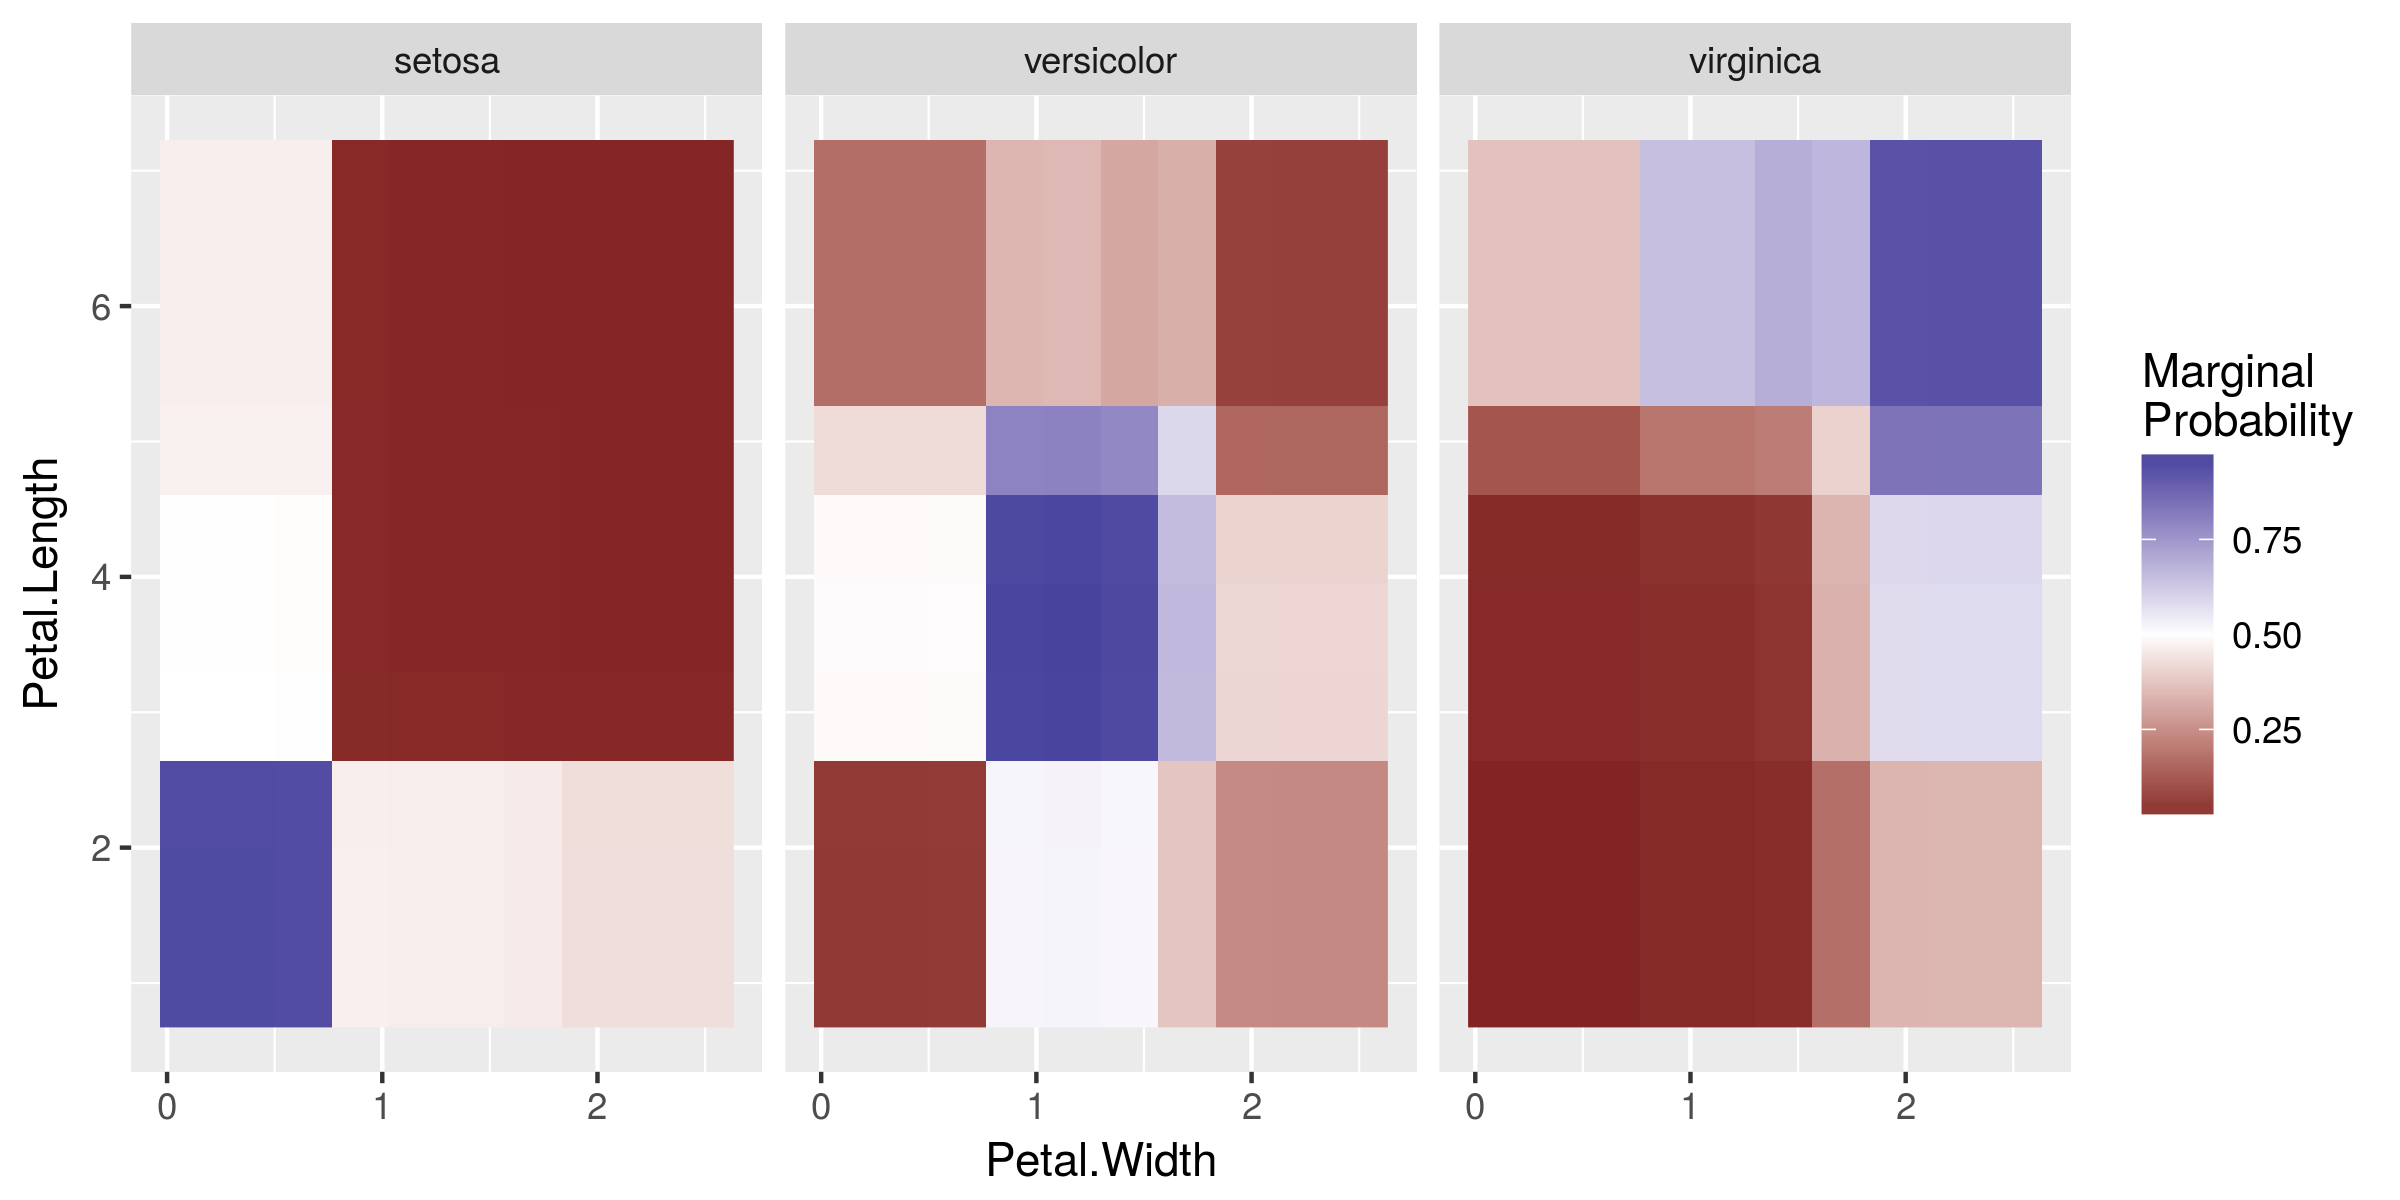 setosa
versicolor
virginica
6
4
2
Petal.Length
0 1 2
0 1 2
0 1 2
Petal.Width
Marginal
Probability
0.75
0.50
0.25